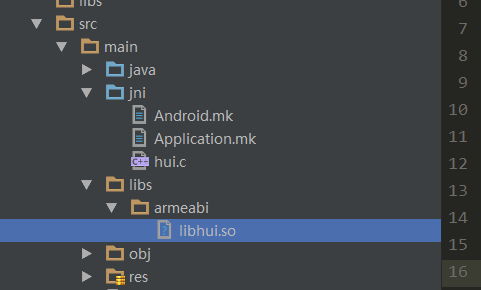 libs
src
main
java
jni
Android.mk
Application.mk
C++ hui.c
libs
armeabi
? libhui.so
obj
res
6
7
8
9
10
11
12
13
14
15
16